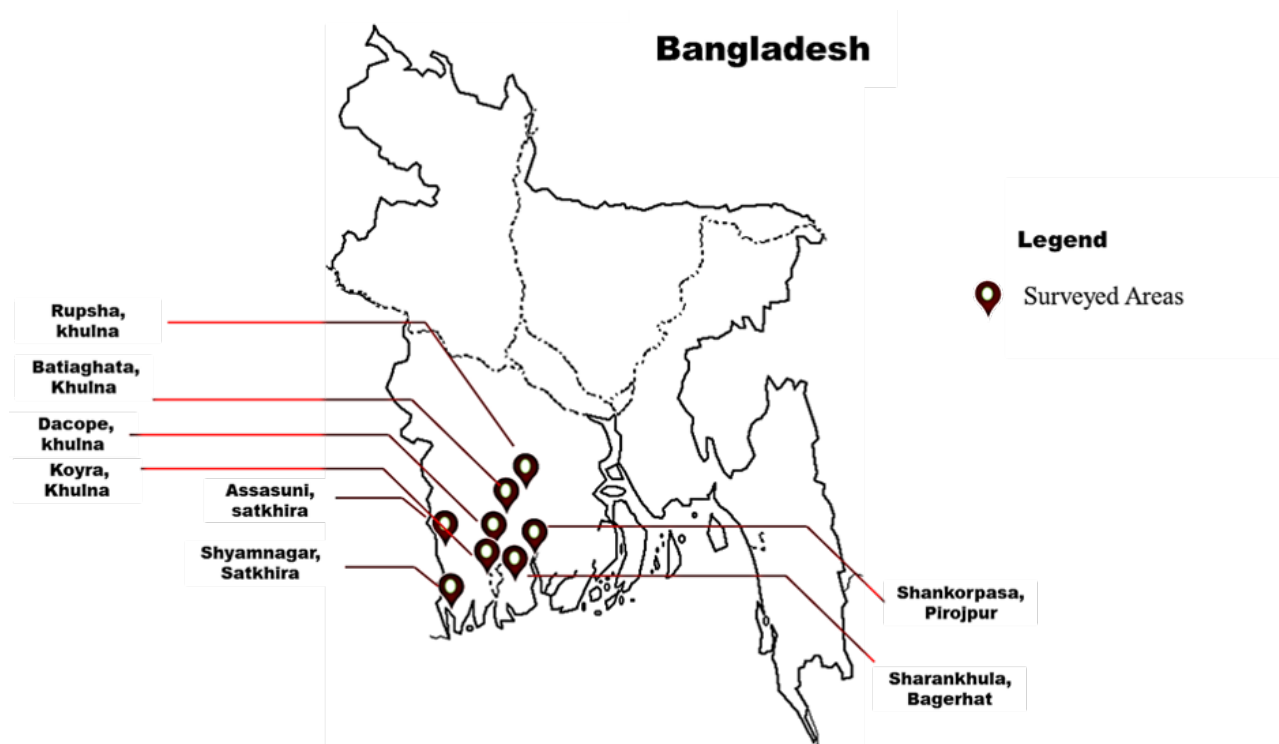 Bangladesh
Legend
Surveyed Areas
Rupsha,
khulna
Batiaghata,
Khulna
Dacope,
khulna
Koyra,
Khulna
Assasuni,
satkhira
Shyamnagar,
Satkhira
Shankorpasa,
Pirojpur
Sharankhula,
Bagerhat